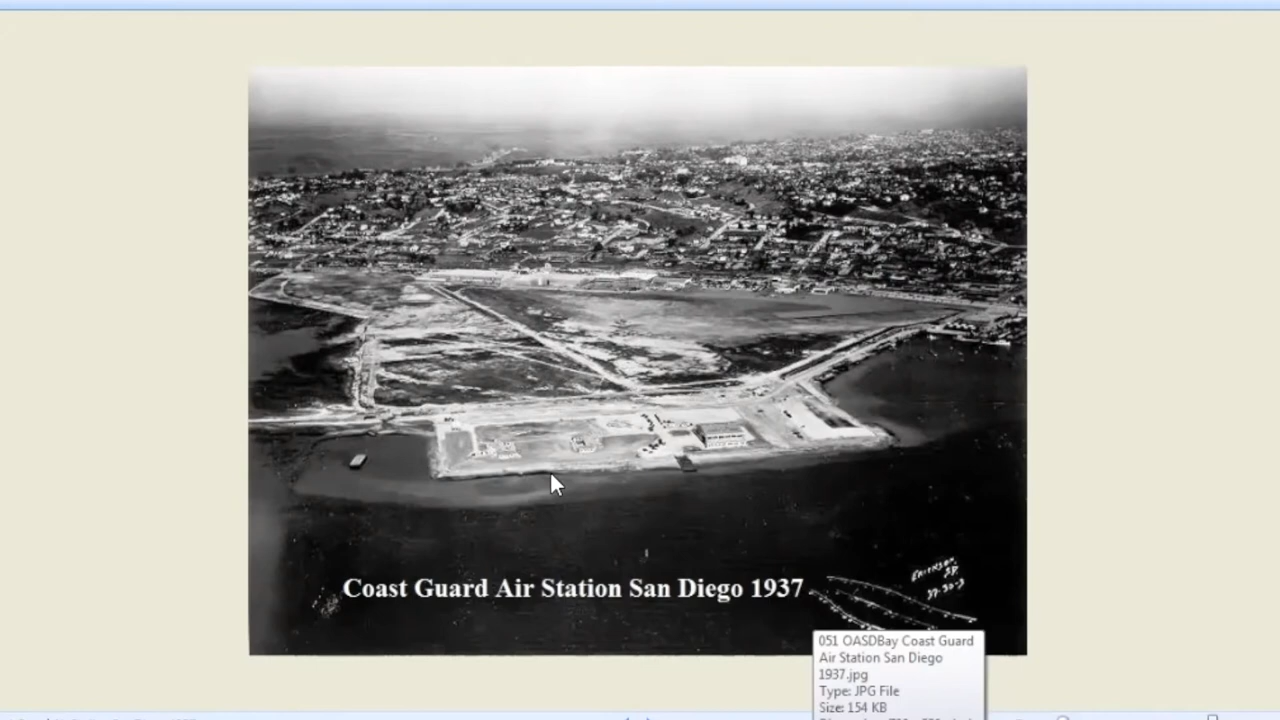 Coast Guard Air Station San Diego 1937
ERICKSON
051 OASDBay Coast Guard
Air Station San Diego
1937.jpg
Type: JPG File
Size: 154 KB